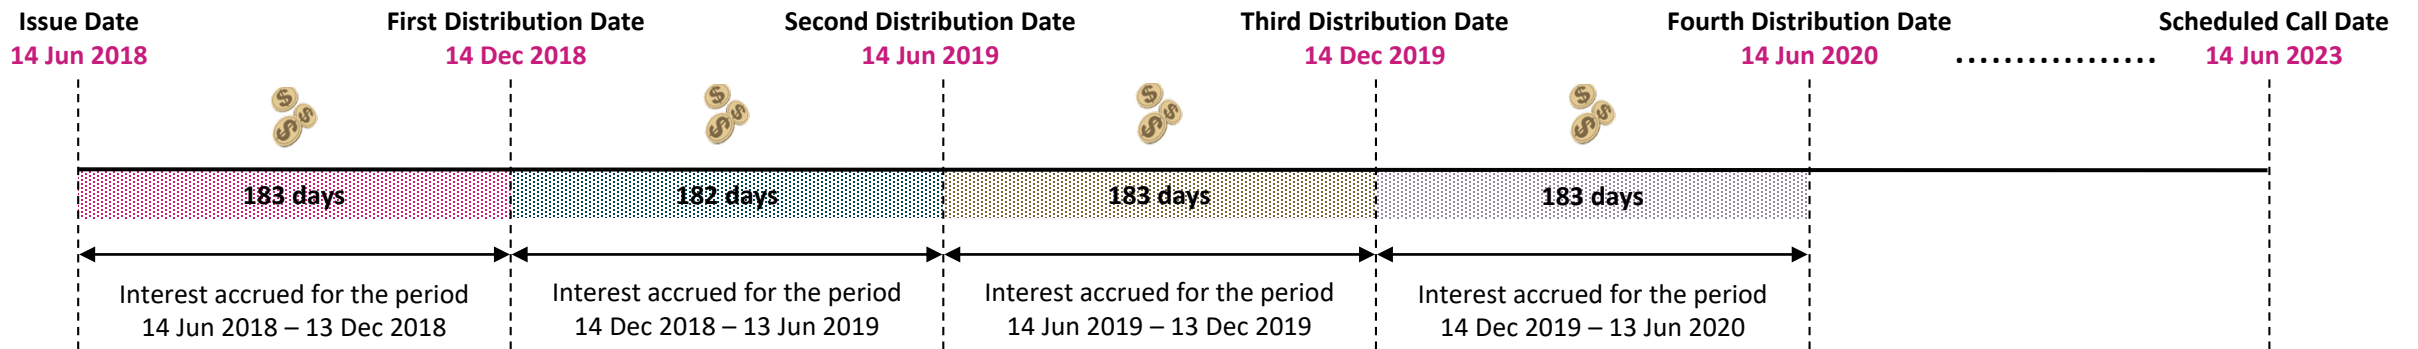 Issue Date
14 Jun 2018
First Distribution Date
14 Dec 2018
Second Distribution Date
14 Jun 2019
Third Distribution Date
14 Dec 2019
Fourth Distribution Date
14 Jun 2020
................
Scheduled Call Date
14 Jun 2023
$ $ $
$ $ $
$ $ $
$ $ $
183 days
182 days
183 days
183 days
Interest accrued for the period
14 Jun 2018 – 13 Dec 2018
Interest accrued for the period
14 Dec 2018 – 13 Jun 2019
Interest accrued for the period
14 Jun 2019 – 13 Dec 2019
Interest accrued for the period
14 Dec 2019 – 13 Jun 2020